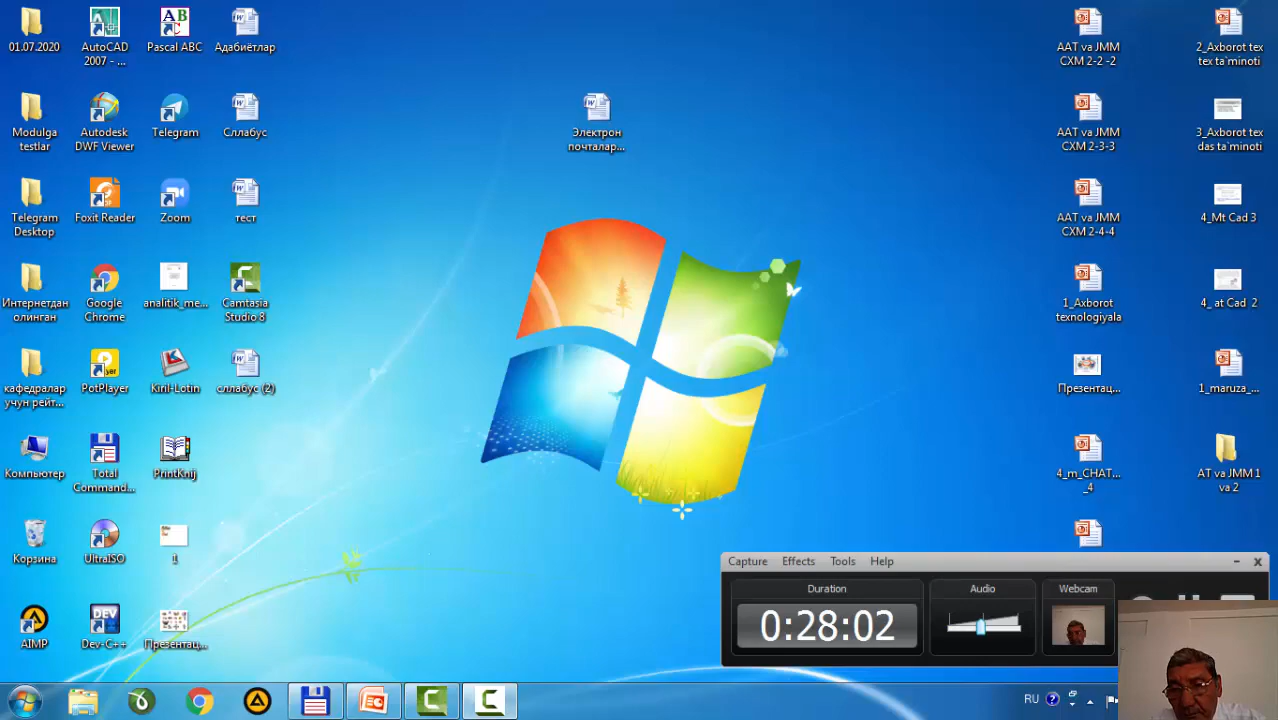 01.07.2020
AutoCAD
2007 - ...
Pascal ABC
Адабиётлар
Modulga
testlar
Autodesk
DWF Viewer
Telegram
Сллабус
Telegram
Desktop
Foxit Reader
Zoom
тест
Интернетдан
олинган
Google
Chrome
analitik_me...
Camtasia
Studio 8
кафедралар
учун рейт...
PotPlayer
Kiril-Lotin
сллабус (2)
Компьютер
Total
Command...
PrintKnij
Корзина
UltraISO
1
AIMP
Dev-C++
Презентац...
Электрон
почталар...
AAT va JMM
СХМ 2-2 -2
2_Axborot tex
tex ta`minoti
AAT va JMM
СХМ 2-3-3
3_Axborot tex
das ta`minoti
AAT va JMM
СХМ 2-4-4
4_Mt Cad 3
1_Axborot
texnologiyala
4_ at Cad 2
Презентац...
1_maruza_...
4_m_CHAT...
_4
AT va JMM 1
va 2
Capture Effects Tools Help
Duration
0:28:02
Audio
Webcam
RU